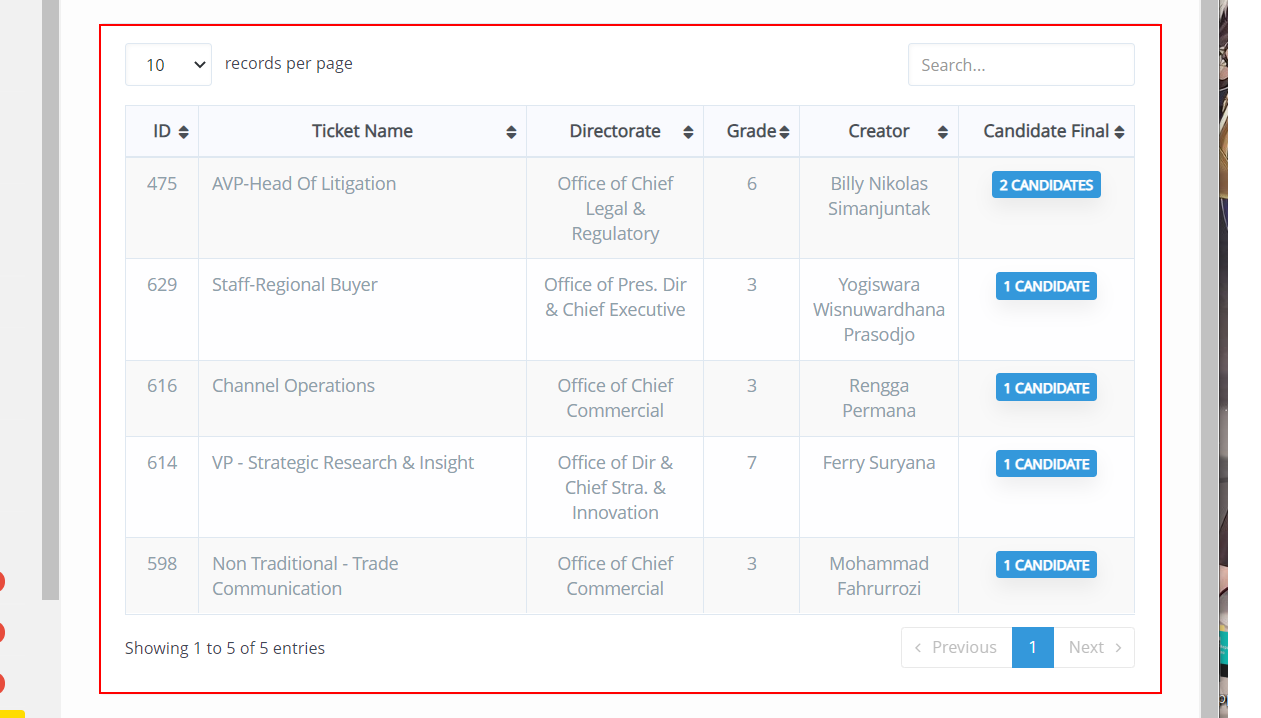 10 records per page Search...
ID Ticket Name Directorate Grade Creator Candidate Final
475 AVP-Head Of Litigation Office of Chief 6 Billy Nikolas 2 CANDIDATES
Legal & Simanjuntak
Regulatory
629 Staff-Regional Buyer Office of Pres. Dir 3 Yogiswara 1 CANDIDATE
& Chief Executive Wisnuwardhana
Prasodjo
616 Channel Operations Office of Chief 3 Rengga 1 CANDIDATE
Commercial Permana
614 VP - Strategic Research & Insight Office of Dir & 7 Ferry Suryana 1 CANDIDATE
Chief Stra. &
Innovation
598 Non Traditional - Trade Office of Chief 3 Mohammad 1 CANDIDATE
Communication Commercial Fahrurrozi
Showing 1 to 5 of 5 entries ‹ Previous 1 Next ›